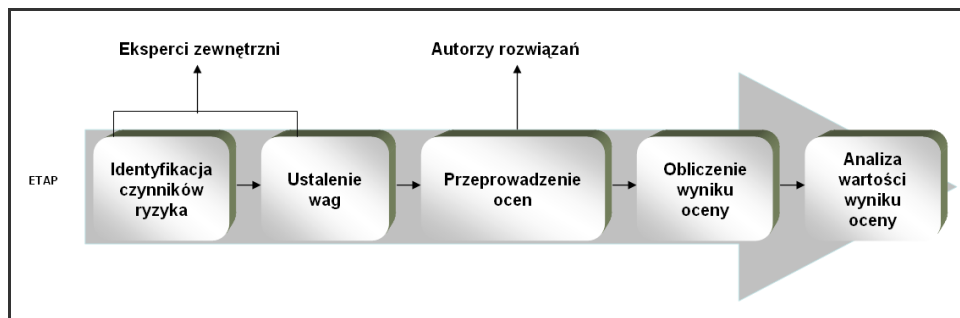 Eksperci zewnętrzni
Autorzy rozwiązań
ETAP
Identyfikacja
czynników
ryzyka
Ustalenie
wag
Przeprowadzenie
ocen
Obliczenie
wyniku
oceny
Analiza
wartości
wyniku
oceny